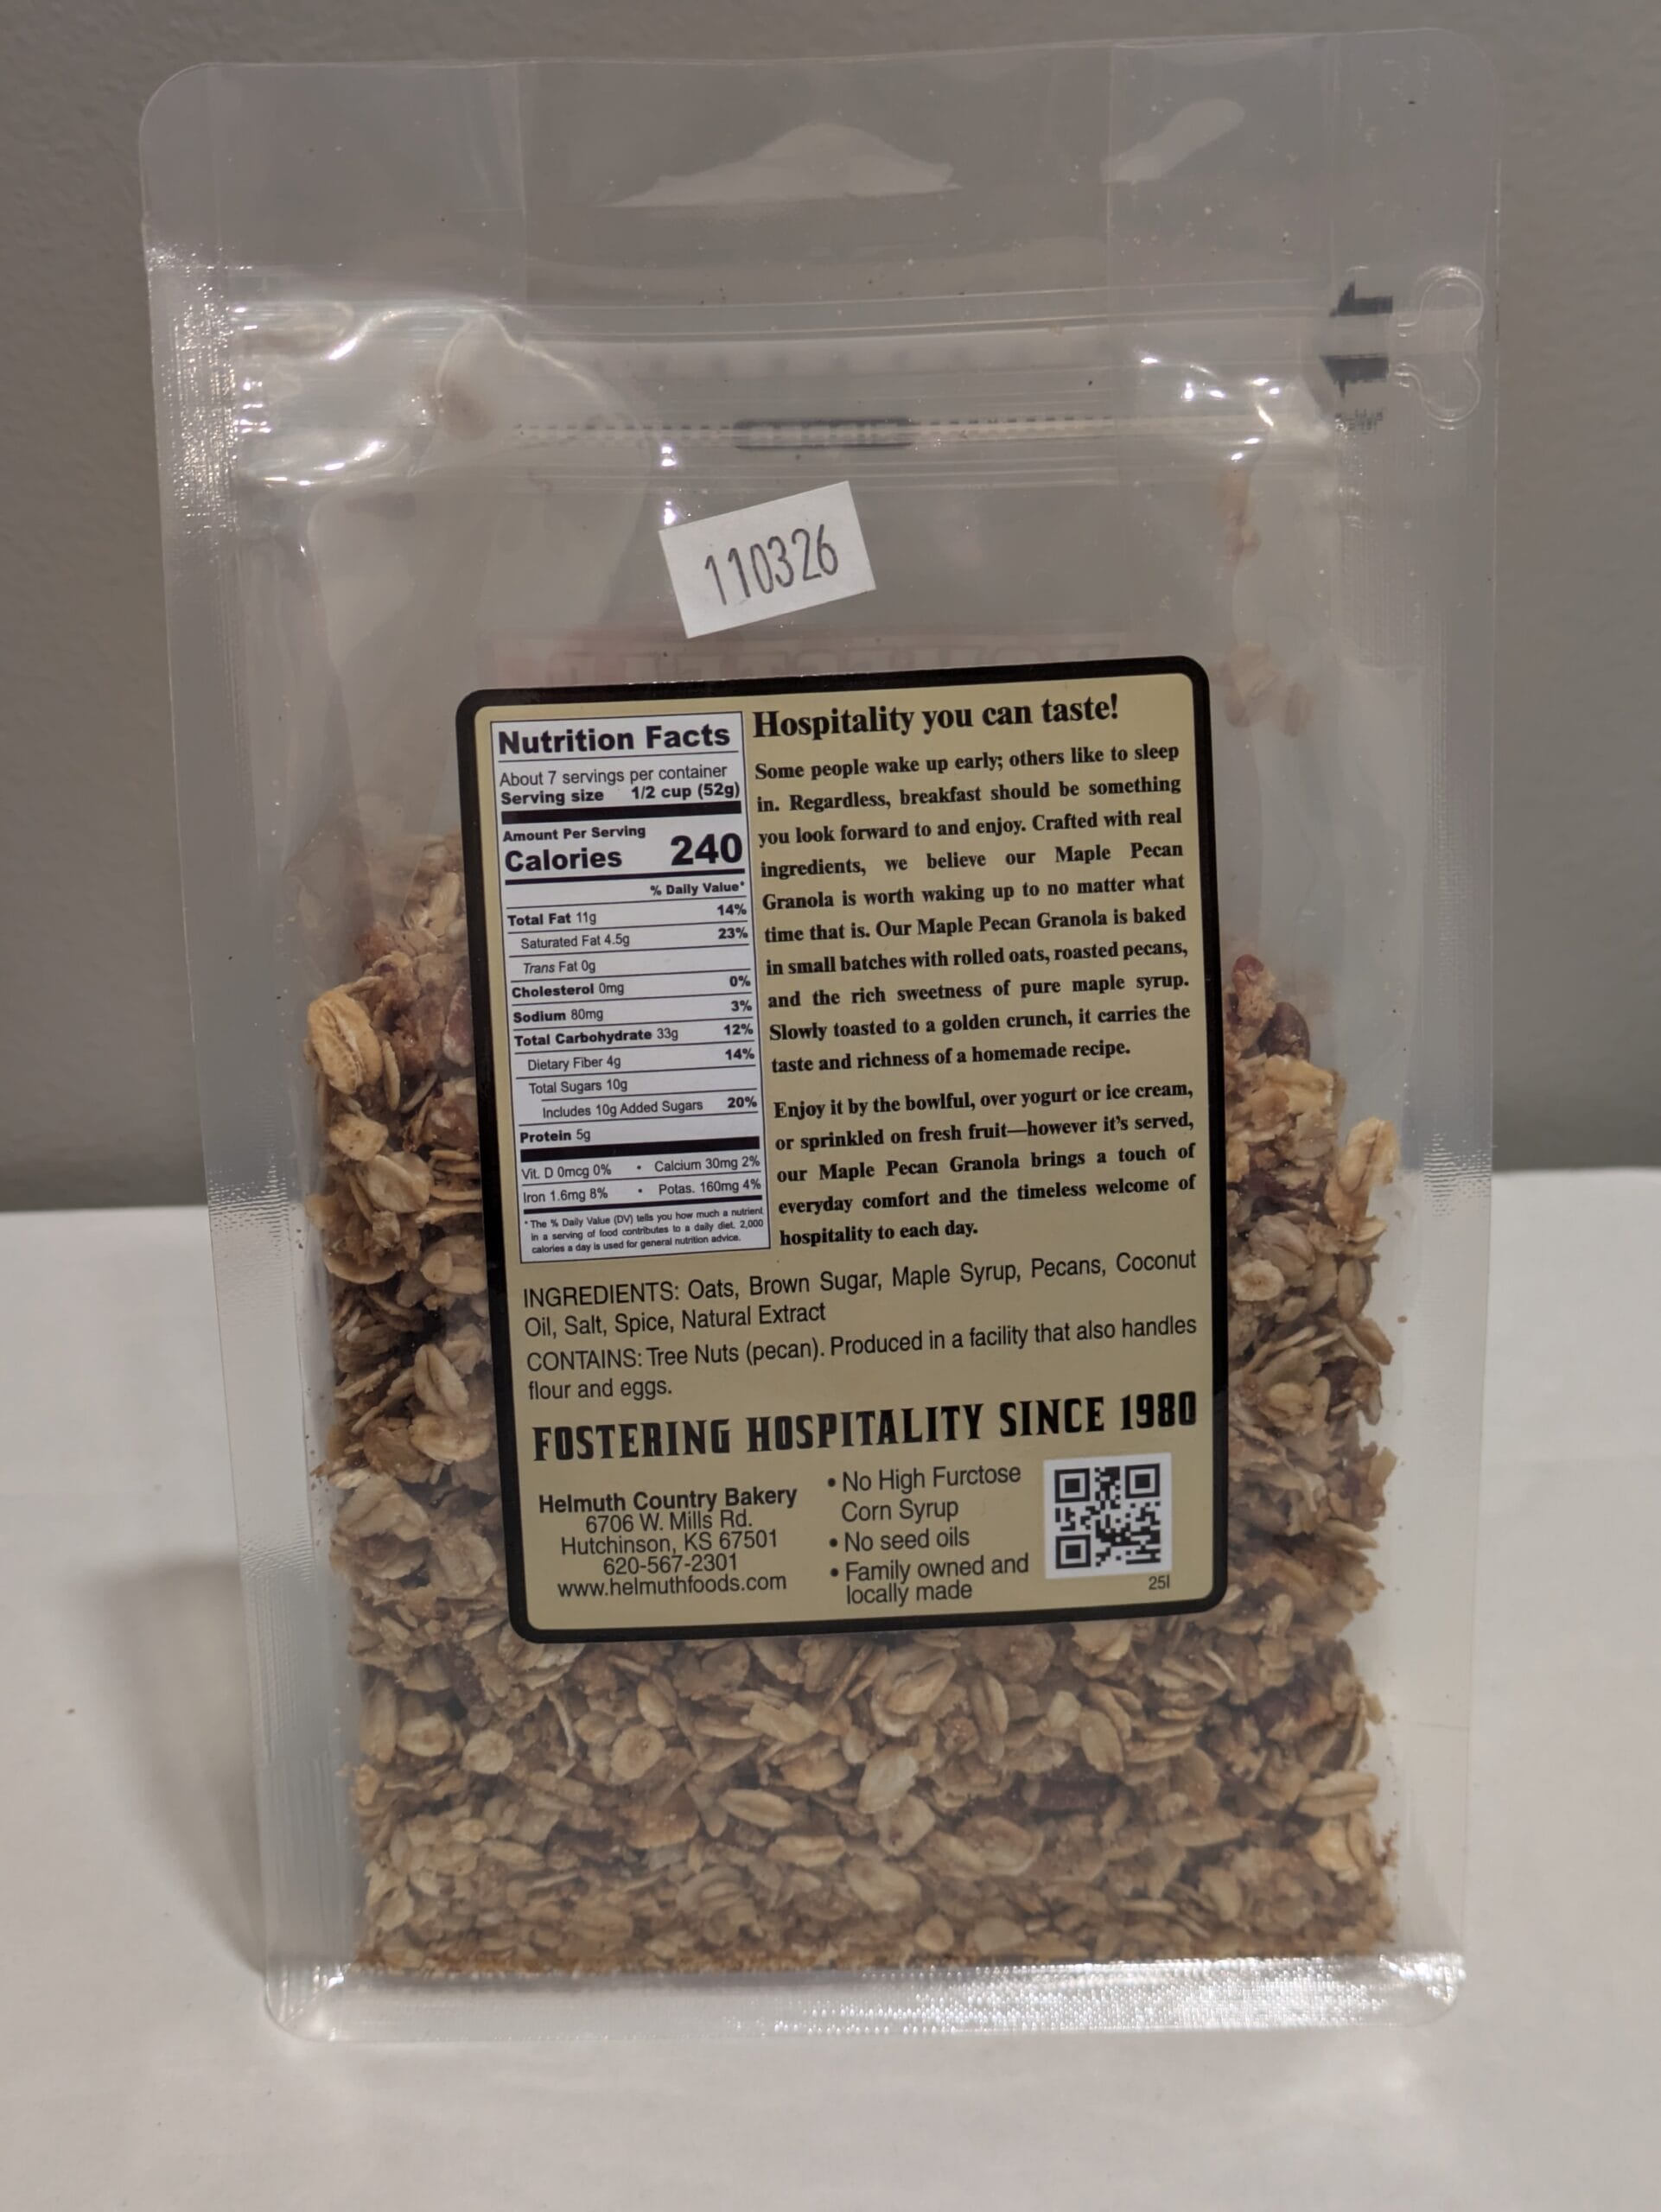 110326
Nutrition Facts
About 7 servings per container
Serving size 1/2 cup (52g)
Amount Per Serving
Calories 240
% Daily Value*
Total Fat 11g 14%
Saturated Fat 4.5g 23%
Trans Fat 0g
Cholesterol 0mg 0%
Sodium 80mg 3%
Total Carbohydrate 33g 12%
Dietary Fiber 4g 14%
Total Sugars 10g
Includes 10g Added Sugars 20%
Protein 5g
Vit. D 0mcg 0% • Calcium 30mg 2%
Iron 1.6mg 8% • Potas. 160mg 4%
* The % Daily Value (DV) tells you how much a nutrient
in a serving of food contributes to a daily diet. 2,000
calories a day is used for general nutrition advice.
Hospitality you can taste!
Some people wake up early; others like to sleep
in. Regardless, breakfast should be something
you look forward to and enjoy. Crafted with real
ingredients, we believe our Maple Pecan
Granola is worth waking up to no matter what
time that is. Our Maple Pecan Granola is baked
in small batches with rolled oats, roasted pecans,
and the rich sweetness of pure maple syrup.
Slowly toasted to a golden crunch, it carries the
taste and richness of a homemade recipe.
Enjoy it by the bowlful, over yogurt or ice cream,
or sprinkled on fresh fruit—however it's served,
our Maple Pecan Granola brings a touch of
everyday comfort and the timeless welcome of
hospitality to each day.
INGREDIENTS: Oats, Brown Sugar, Maple Syrup, Pecans, Coconut
Oil, Salt, Spice, Natural Extract
CONTAINS: Tree Nuts (pecan). Produced in a facility that also handles
flour and eggs.
FOSTERING HOSPITALITY SINCE 1980
Helmuth Country Bakery
6706 W. Mills Rd.
Hutchinson, KS 67501
620-567-2301
www.helmuthfoods.com
• No High Furctose
Corn Syrup
• No seed oils
• Family owned and
locally made
25I